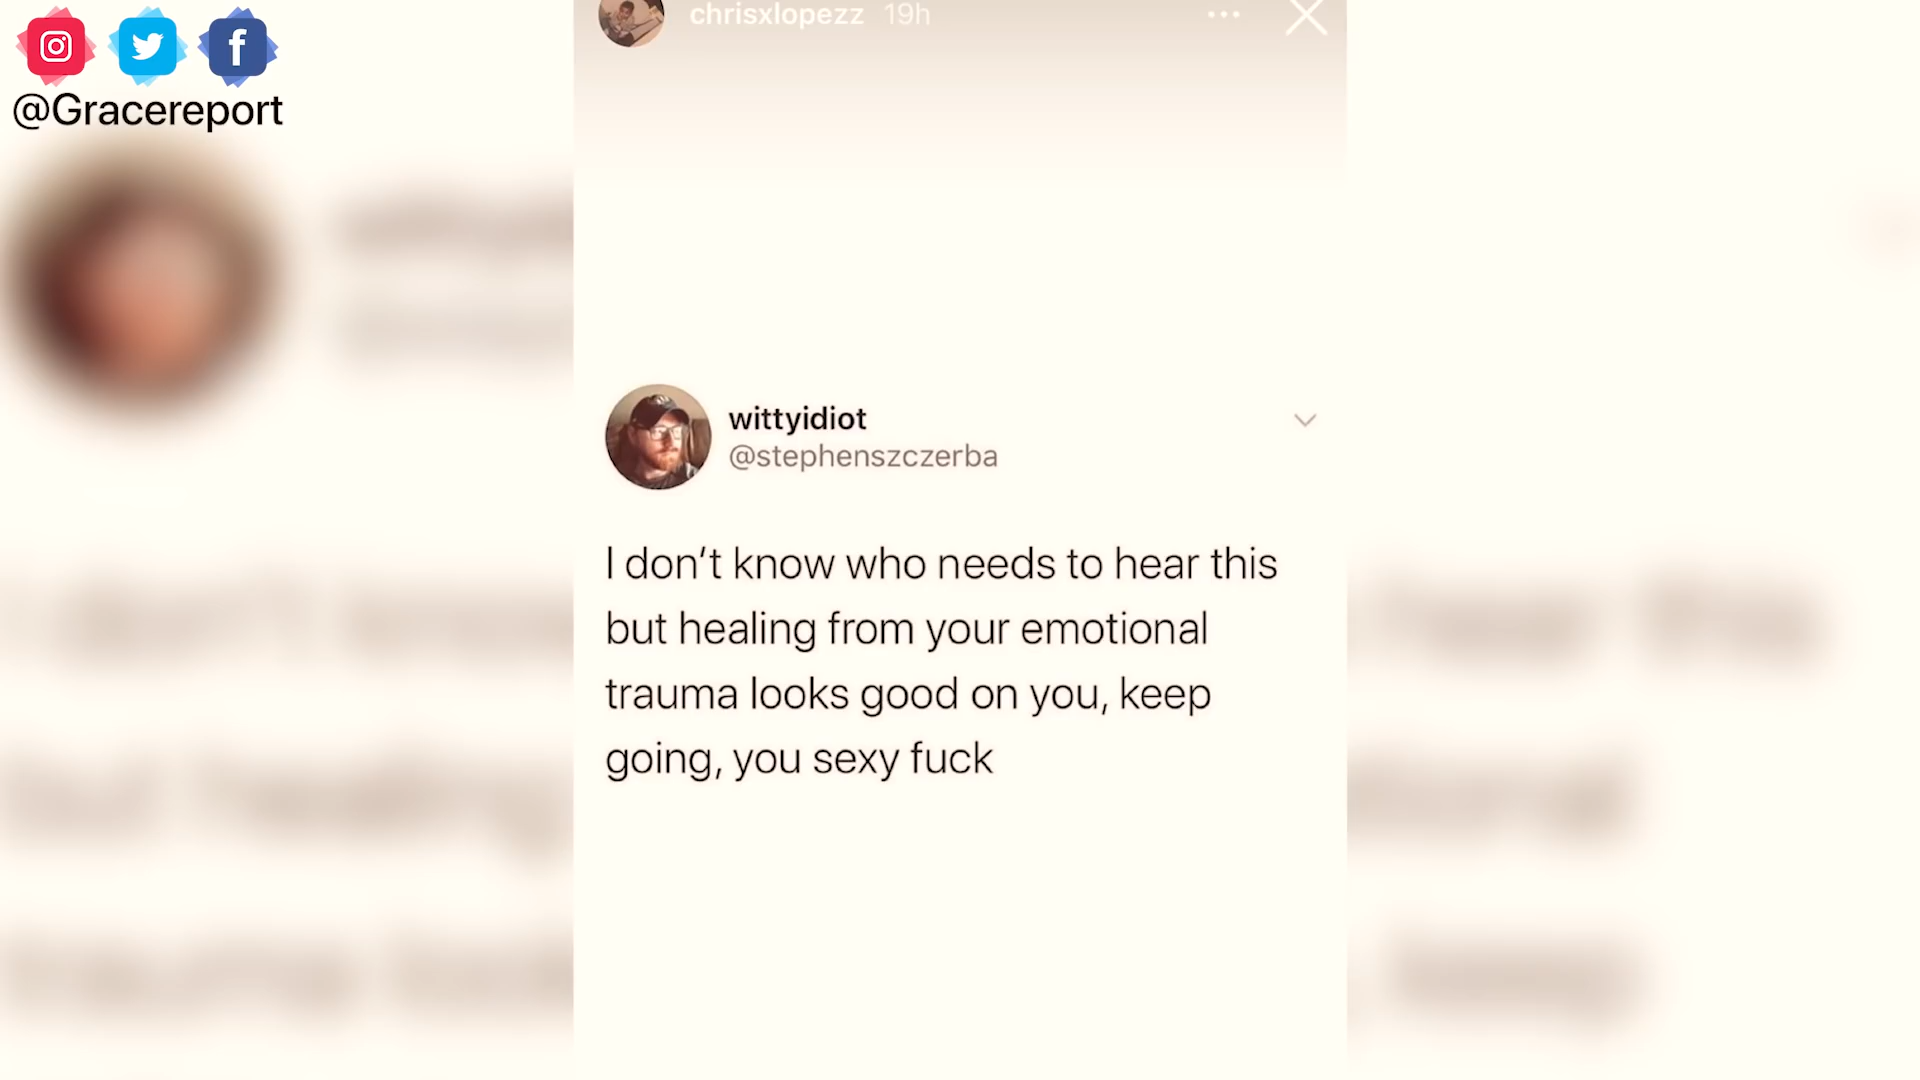 chrisxlopezz 19h
@Gracereport
wittyidiot
@stephenszczerba
I don't know who needs to hear this
but healing from your emotional
trauma looks good on you, keep
going, you sexy fuck